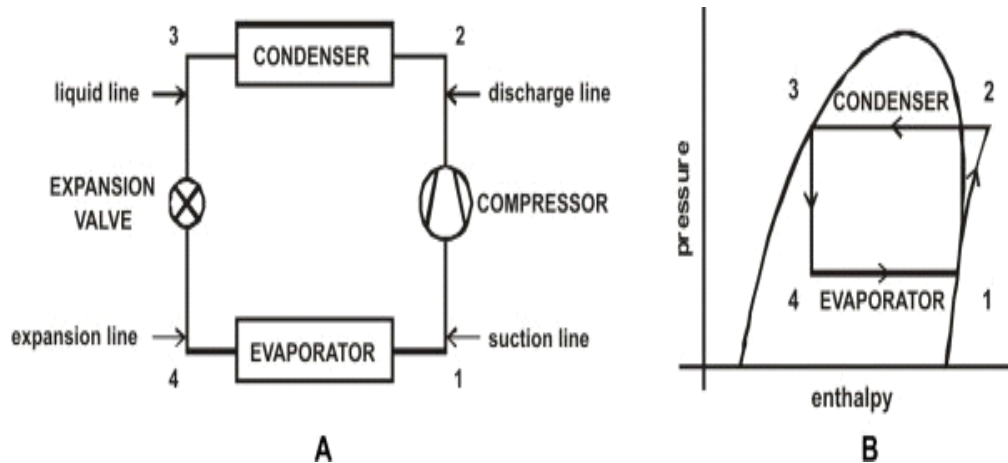 3
2
CONDENSER
liquid line
discharge line
EXPANSION
VALVE
COMPRESSOR
expansion line
suction line
EVAPORATOR
4
1
A
pressure
3
2
CONDENSER
4
EVAPORATOR
1
enthalpy
B